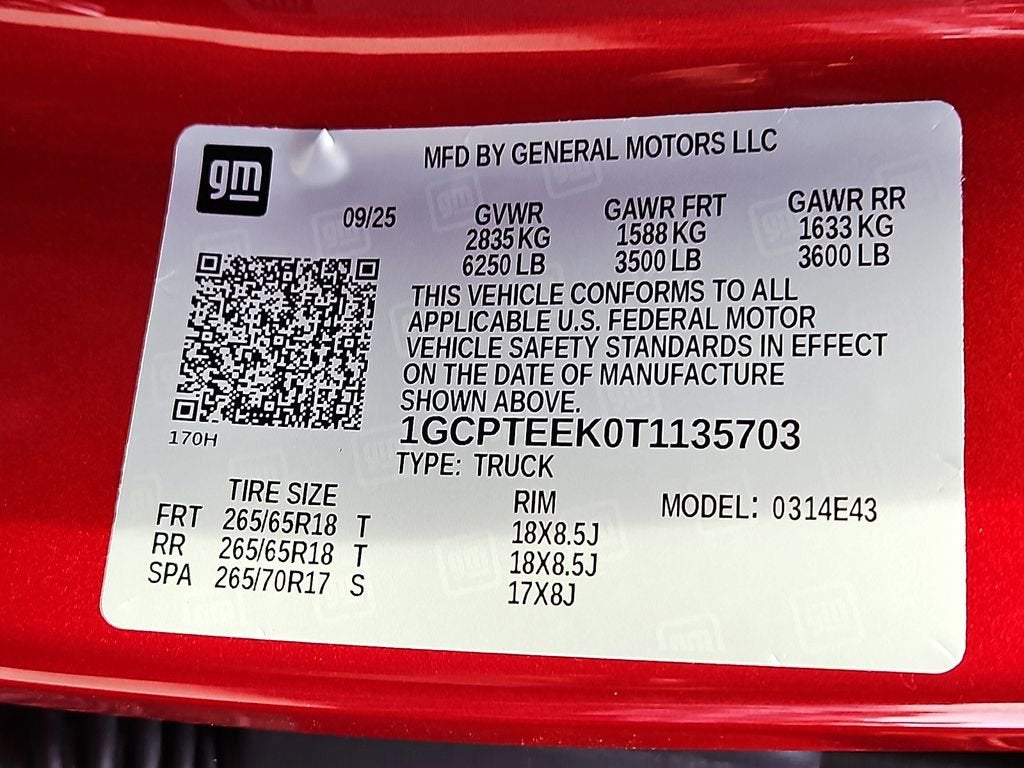 gm
MFD BY GENERAL MOTORS LLC
09/25
GVWR GAWR FRT GAWR RR
2835 KG 1588 KG 1633 KG
6250 LB 3500 LB 3600 LB
THIS VEHICLE CONFORMS TO ALL
APPLICABLE U.S. FEDERAL MOTOR
VEHICLE SAFETY STANDARDS IN EFFECT
ON THE DATE OF MANUFACTURE
SHOWN ABOVE.
170H
1GCPTEEK0T1135703
TYPE: TRUCK
TIRE SIZE RIM MODEL: 0314E43
FRT 265/65R18 T 18X8.5J
RR 265/65R18 T 18X8.5J
SPA 265/70R17 S 17X8J